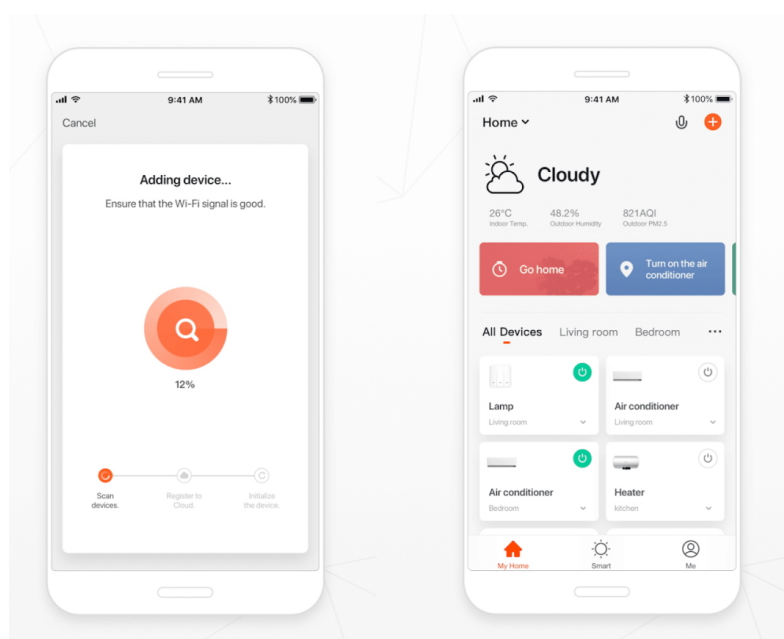 9:41 AM
100%
Cancel
Adding device...
Ensure that the Wi-Fi signal is good.
12%
Scan
devices.
Register to
Cloud.
Initialize
the device.
9:41 AM
100%
Home
Cloudy
26°C
48.2%
821AQI
Indoor Temp.
Outdoor Humidity
Outdoor PM2.5
Go home
Turn on the air
conditioner
All Devices
Living room
Bedroom
Lamp
Living room
Air conditioner
Living room
Air conditioner
Bedroom
Heater
kitchen
My Home
Smart
Me